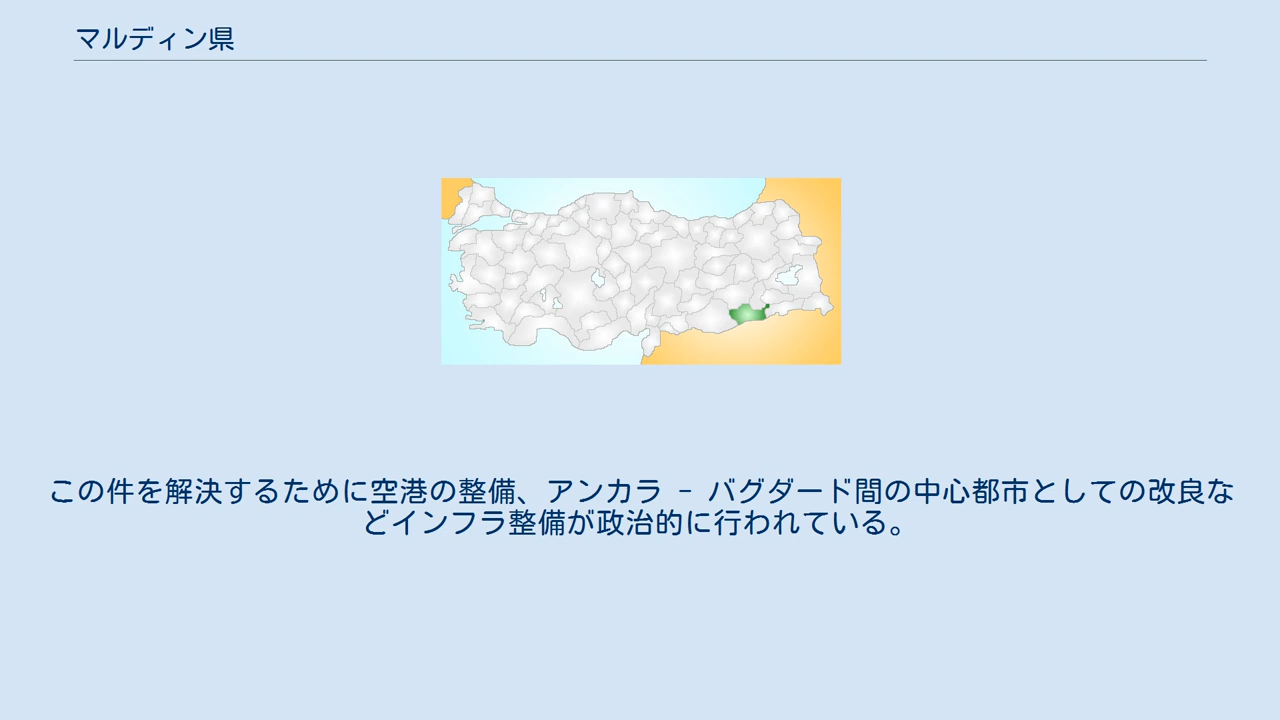 マルディン県
この件を解決するために空港の整備、アンカラ － バグダード間の中心都市としての改良な
どインフラ整備が政治的に行われている。